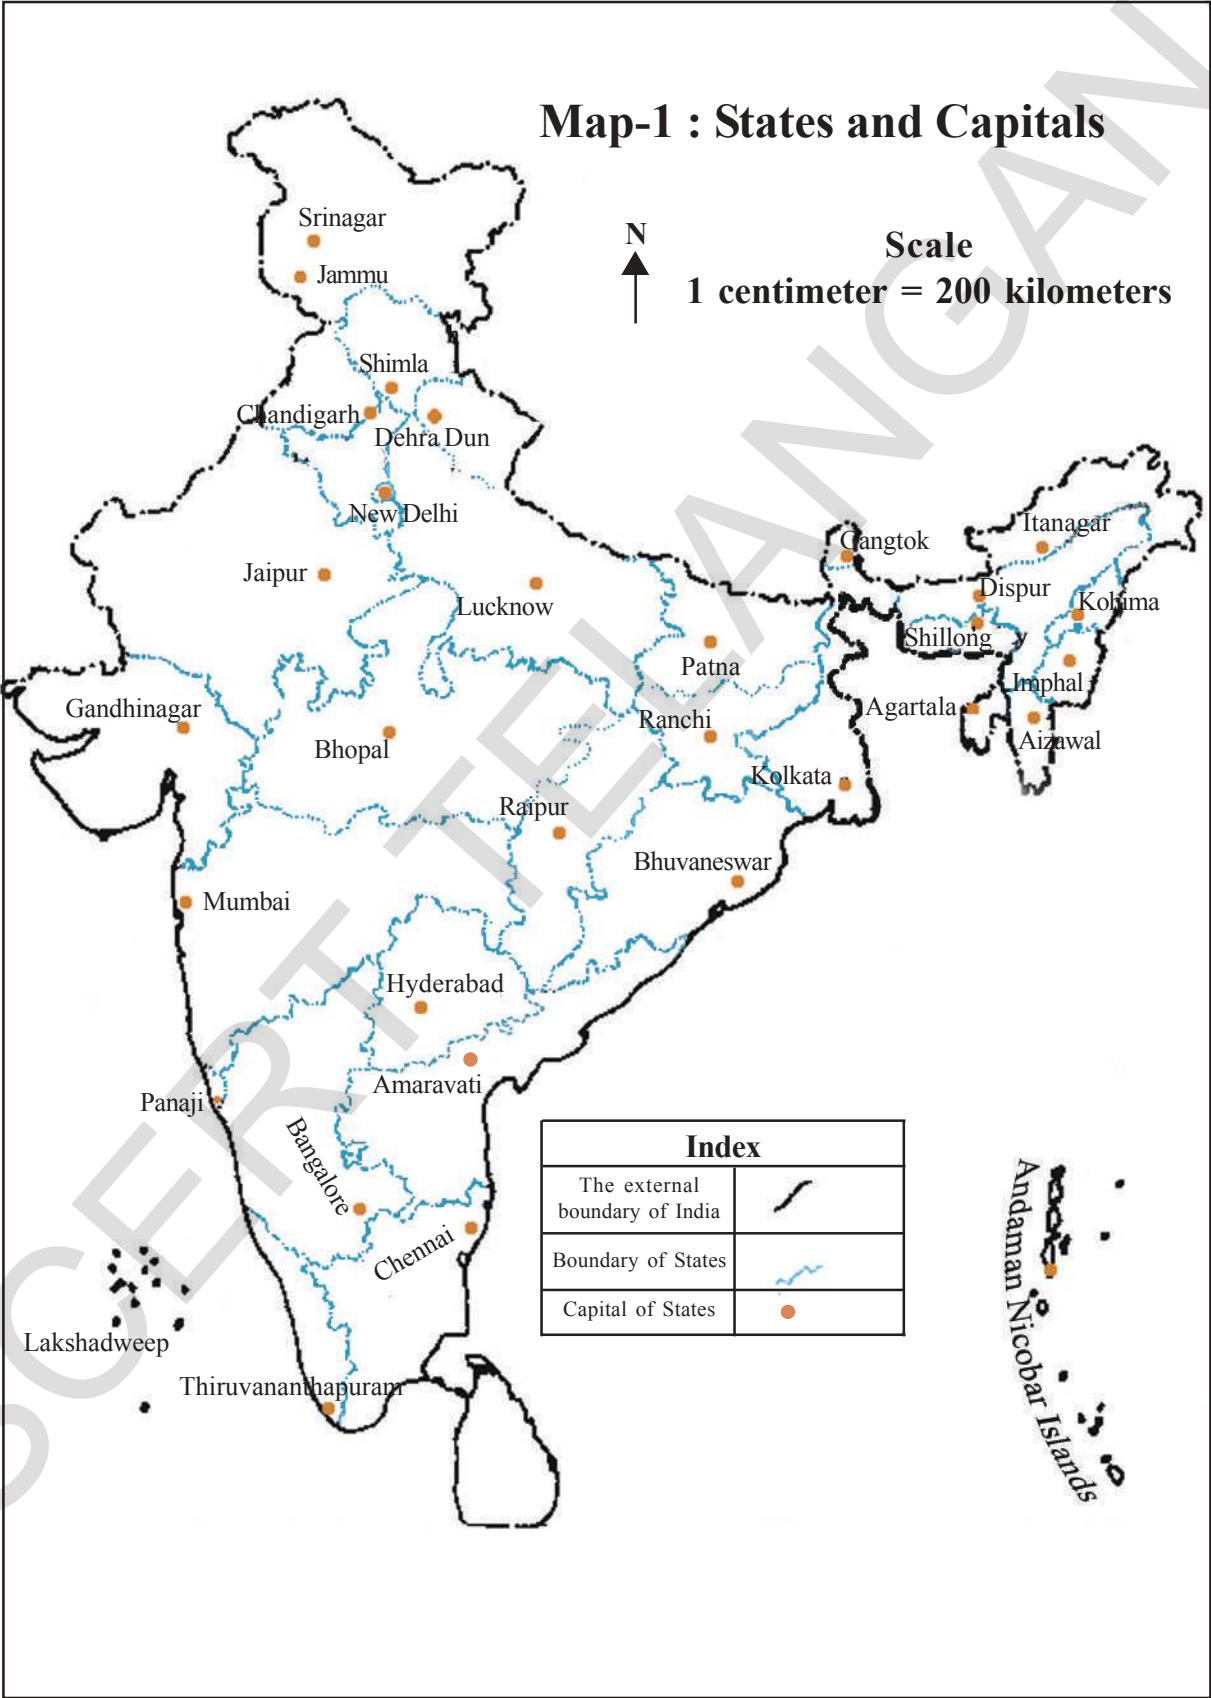 Map-1 : States and Capitals
N
Scale
1 centimeter = 200 kilometers
Srinagar
Jammu
Shimla
Chandigarh
Dehra Dun
New Delhi
Jaipur
Lucknow
Gangtok
Itanagar
Dispur
Kohima
Shillong
Imphal
Patna
Gandhinagar
Bhopal
Ranchi
Agartala
Aizawal
Kolkata
Raipur
Bhuvaneswar
Mumbai
Hyderabad
Amaravati
Panaji
Bangalore
Chennai
Lakshadweep
Thiruvananthapuram
Andaman Nicobar Islands
Index
The external
boundary of India
Boundary of States
Capital of States
SCERT TELANGANA